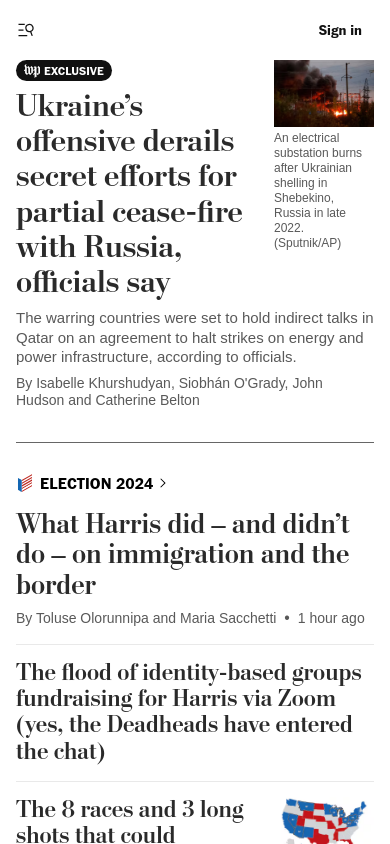 Sign in
wp EXCLUSIVE
Ukraine’s
offensive derails
secret efforts for
partial cease-fire
with Russia,
officials say
An electrical
substation burns
after Ukrainian
shelling in
Shebekino,
Russia in late
2022.
(Sputnik/AP)
The warring countries were set to hold indirect talks in
Qatar on an agreement to halt strikes on energy and
power infrastructure, according to officials.
By Isabelle Khurshudyan, Siobhán O'Grady, John
Hudson and Catherine Belton
ELECTION 2024
What Harris did – and didn’t
do – on immigration and the
border
By Toluse Olorunnipa and Maria Sacchetti • 1 hour ago
The flood of identity-based groups
fundraising for Harris via Zoom
(yes, the Deadheads have entered
the chat)
The 8 races and 3 long
shots that could